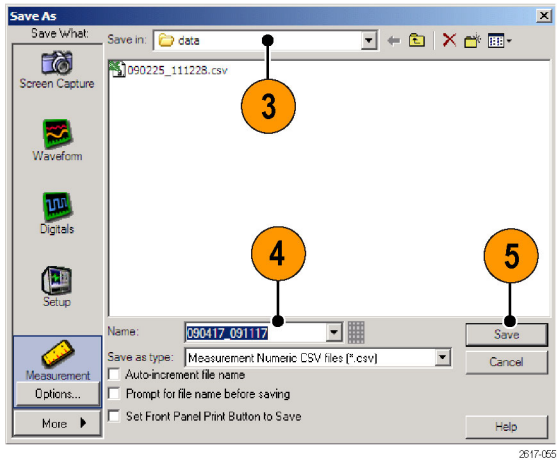 Save As
Save What:
Save in: data
Screen Capture
090225_111228.csv
3
Waveform
Digitals
4
5
Setup
Name: 090417_091117 Save
Save as type: Measurement Numeric CSV files (*.csv) Cancel
Measurement
Auto-increment file name
Options...
Prompt for file name before saving
More
Set Front Panel Print Button to Save
Help
2617-055